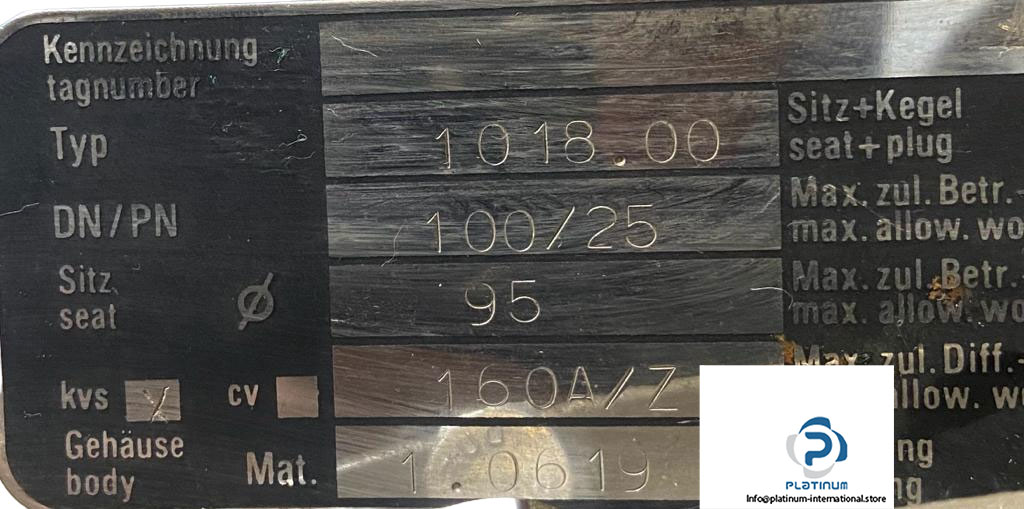 Kennzeichnung
tagnumber
Typ 1018.00
DN/PN 100/25
Sitz
seat ø 95
kvs X cv 160A/Z
Gehäuse
body Mat. 1.0619
Sitz+Kegel
seat+plug
Max. zul. Betr.-
max. allow. wo
Max. zul. Betr.-
max. allow. wo
Max. zul. Diff.-
llow. w
ng
ng
PLATINUM
Info@platinum-international.store